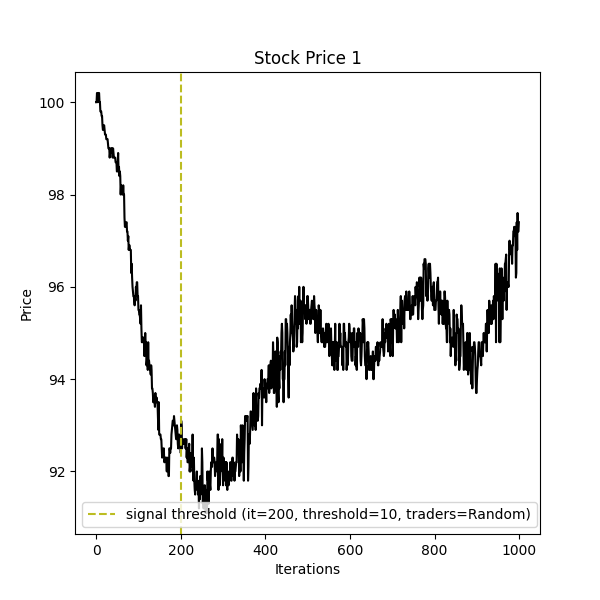 Stock Price 1
100
98
96
94
92
Price
signal threshold (it=200, threshold=10, traders=Random)
0
200
400
600
800
1000
Iterations